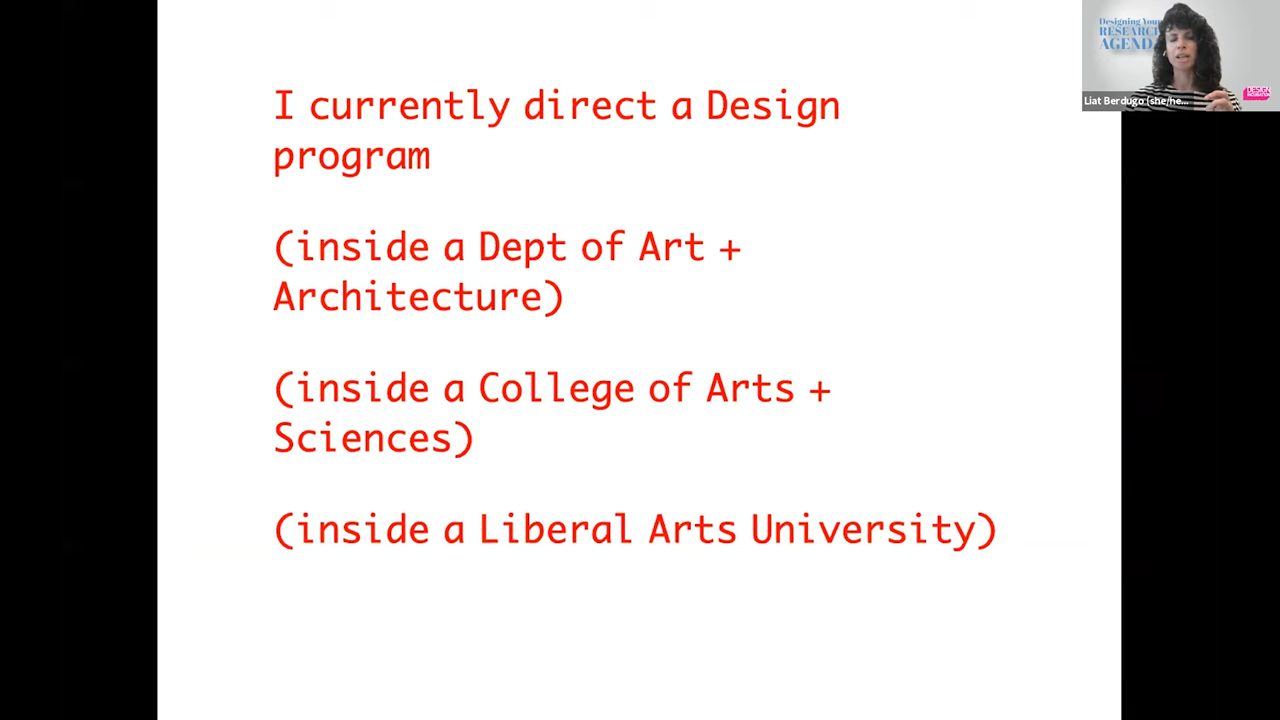 I currently direct a Design
program
(inside a Dept of Art +
Architecture)
(inside a College of Arts +
Sciences)
(inside a Liberal Arts University)
Designing Your
RESEARCH
AGENDA
Liat Berdugo (she/he...
DESIGN